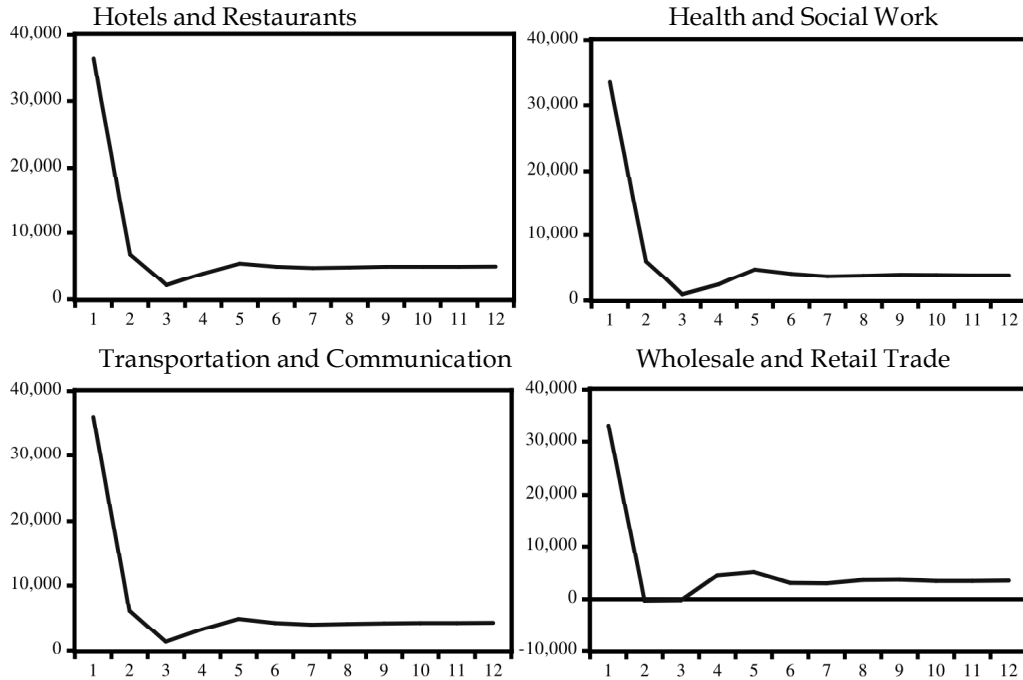 Hotels and Restaurants
40,000
30,000
20,000
10,000
0
1 2 3 4 5 6 7 8 9 10 11 12
Health and Social Work
40,000
30,000
20,000
10,000
0
1 2 3 4 5 6 7 8 9 10 11 12
Transportation and Communication
40,000
30,000
20,000
10,000
0
1 2 3 4 5 6 7 8 9 10 11 12
Wholesale and Retail Trade
40,000
30,000
20,000
10,000
0
-10,000
1 2 3 4 5 6 7 8 9 10 11 12